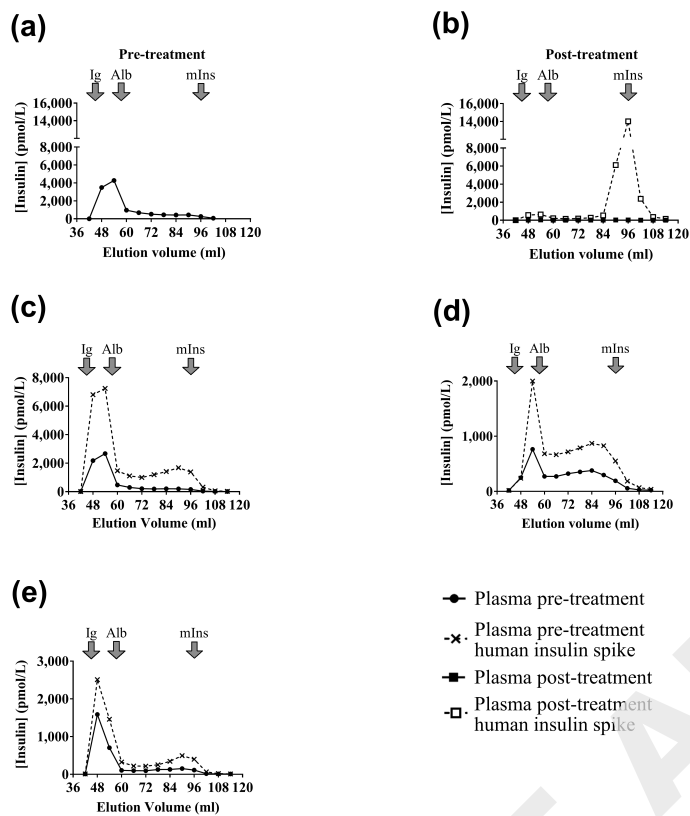 (a)
Pre-treatment
Ig Alb mIns
[Insulin] (pmol/L)
16,000
14,000
8,000
6,000
4,000
2,000
0
36 48 60 72 84 96 108 120
Elution volume (ml)
(b)
Post-treatment
Ig Alb mIns
[Insulin] (pmol/L)
16,000
14,000
8,000
6,000
4,000
2,000
0
36 48 60 72 84 96 108 120
Elution volume (ml)
(c)
Ig Alb mIns
[Insulin] (pmol/L)
8,000
6,000
4,000
2,000
0
36 48 60 72 84 96 108 120
Elution Volume (ml)
(d)
Ig Alb mIns
[Insulin] (pmol/L)
2,000
1,000
0
36 48 60 72 84 96 108 120
Elution volume (ml)
(e)
Ig Alb mIns
[Insulin] (pmol/L)
3,000
2,000
1,000
0
36 48 60 72 84 96 108 120
Elution Volume (ml)
Plasma pre-treatment
Plasma pre-treatment
human insulin spike
Plasma post-treatment
Plasma post-treatment
human insulin spike